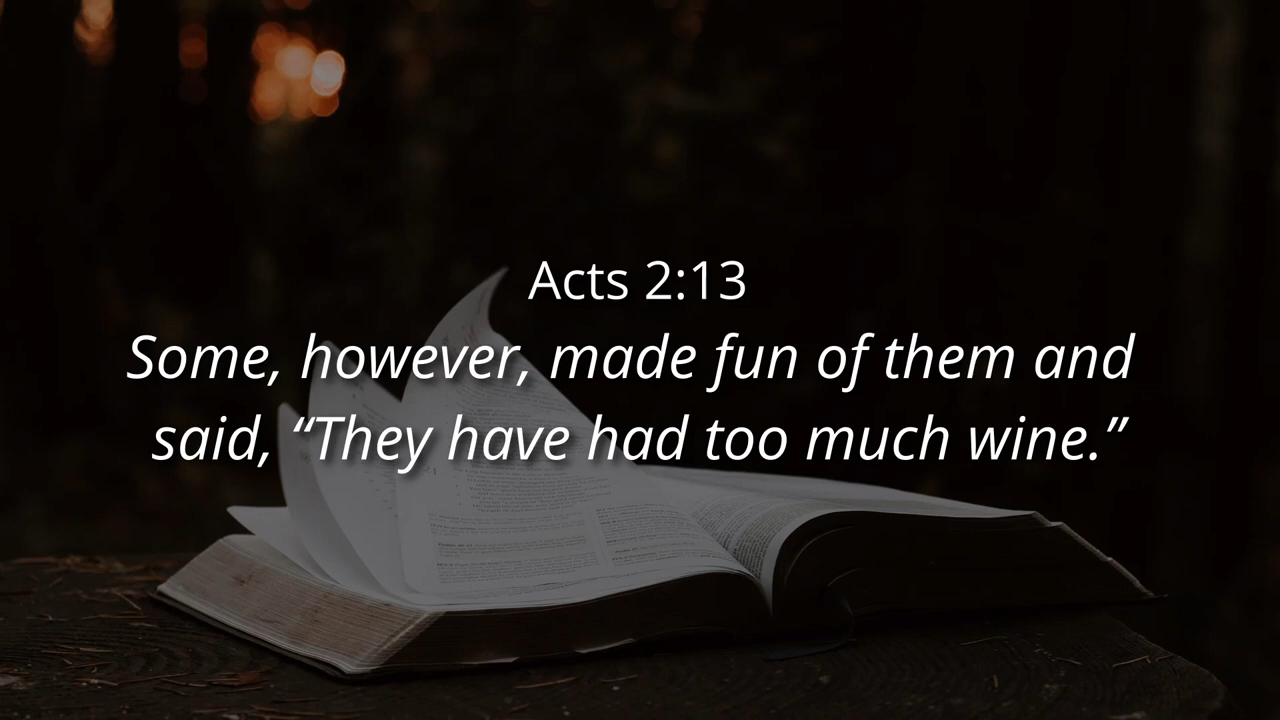 Acts 2:13
Some, however, made fun of them and
said, “They have had too much wine.”